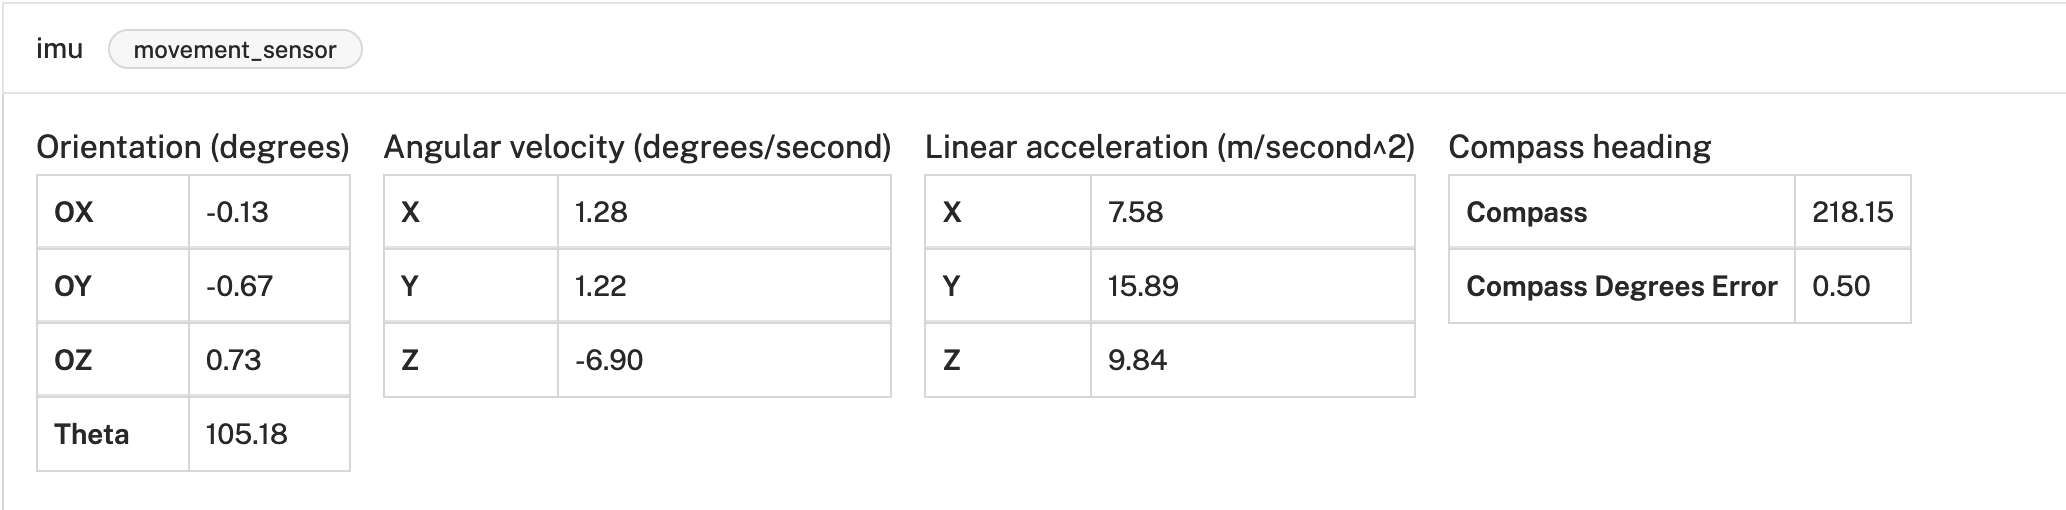 imu movement_sensor
Orientation (degrees) Angular velocity (degrees/second) Linear acceleration (m/second^2) Compass heading
OX -0.13 X 1.28 X 7.58 Compass 218.15
OY -0.67 Y 1.22 Y 15.89 Compass Degrees Error 0.50
OZ 0.73 Z -6.90 Z 9.84
Theta 105.18